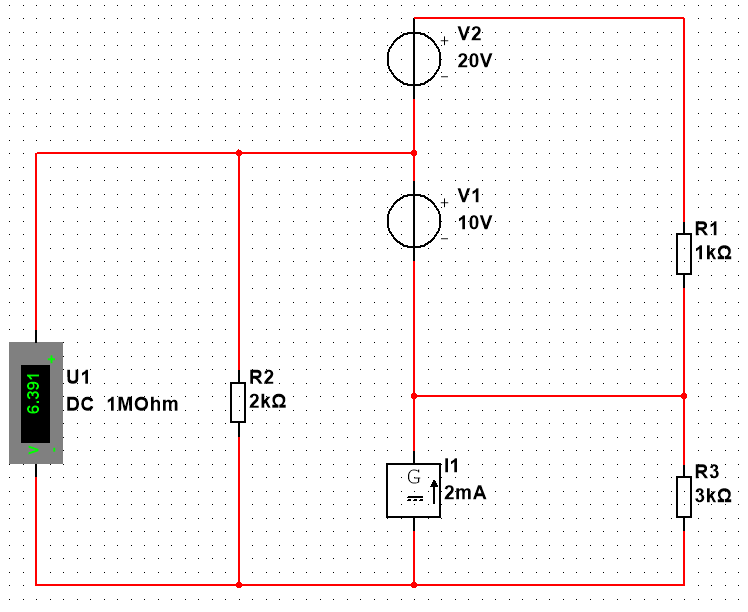 + V2
20V
-
+ V1
10V
-
R1
1kΩ
+
6.391
V -
U1
DC 1MOhm
R2
2kΩ
G
I1
2mA
R3
3kΩ